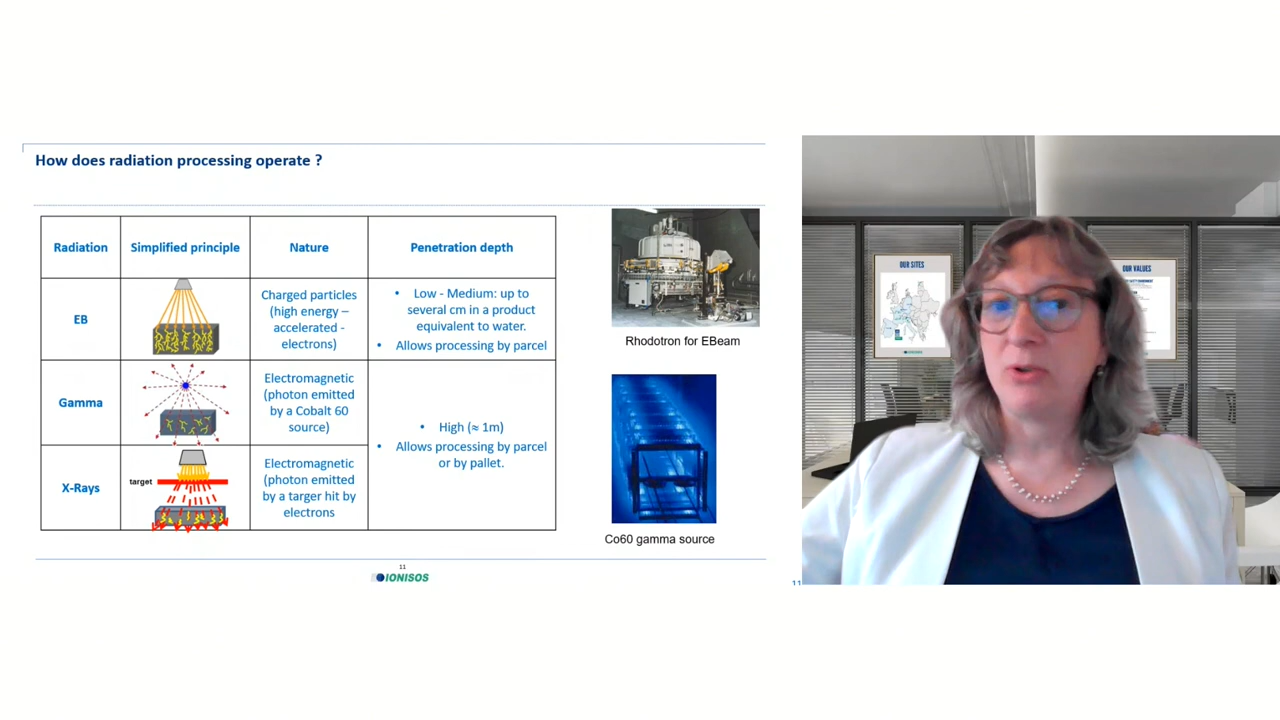 How does radiation processing operate ?
Radiation
Simplified principle
Nature
Penetration depth
EB
Charged particles
(high energy –
accelerated -
electrons)
• Low - Medium: up to
several cm in a product
equivalent to water.
• Allows processing by parcel
Gamma
Electromagnetic
(photon emitted
by a Cobalt 60
source)
• High (≈ 1m)
• Allows processing by parcel
or by pallet.
X-Rays
target
Electromagnetic
(photon emitted
by a targer hit by
electrons
Rhodotron for EBeam
Co60 gamma source
11
IONISOS
11
OUR SITES
OUR VALUES